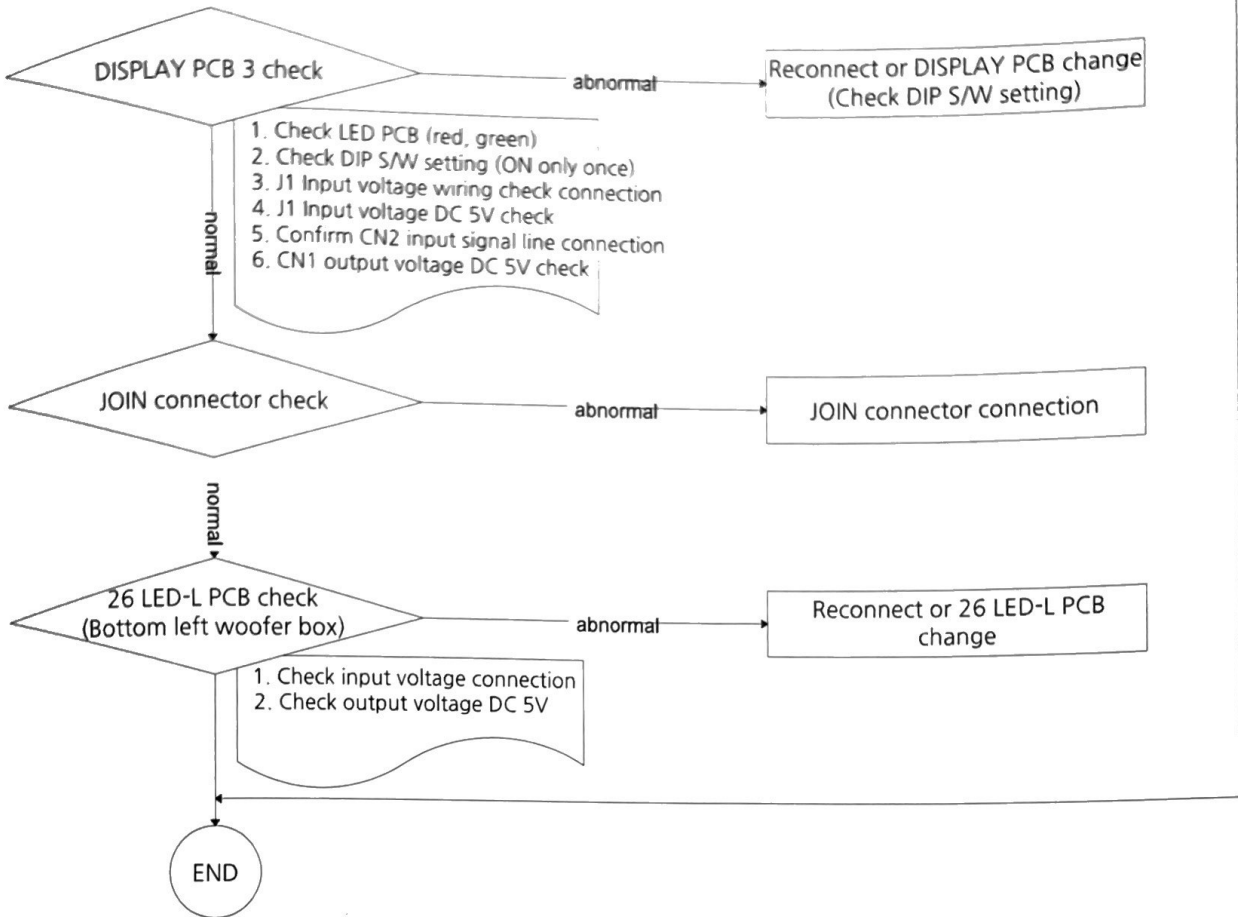 DISPLAY PCB 3 check
abnormal
Reconnect or DISPLAY PCB change
(Check DIP S/W setting)
1. Check LED PCB (red, green)
2. Check DIP S/W setting (ON only once)
3. J1 Input voltage wiring check connection
4. J1 Input voltage DC 5V check
5. Confirm CN2 input signal line connection
6. CN1 output voltage DC 5V check
normal
JOIN connector check
abnormal
JOIN connector connection
normal
26 LED-L PCB check
(Bottom left woofer box)
abnormal
Reconnect or 26 LED-L PCB
change
1. Check input voltage connection
2. Check output voltage DC 5V
END